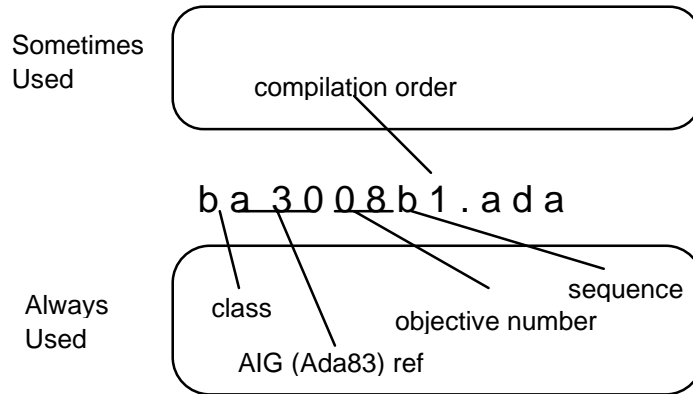 Sometimes
Used
compilation order
ba3008b1.ada
Always
Used
class
sequence
objective number
AIG (Ada83) ref